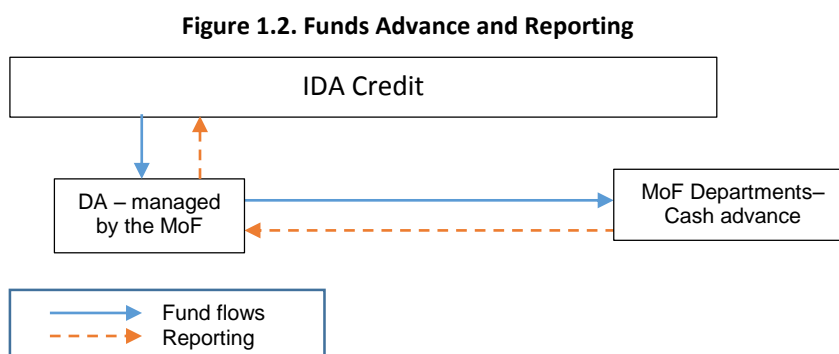 Figure 1.2. Funds Advance and Reporting
IDA Credit
DA – managed
by the MoF
MoF Departments–
Cash advance
Fund flows
Reporting